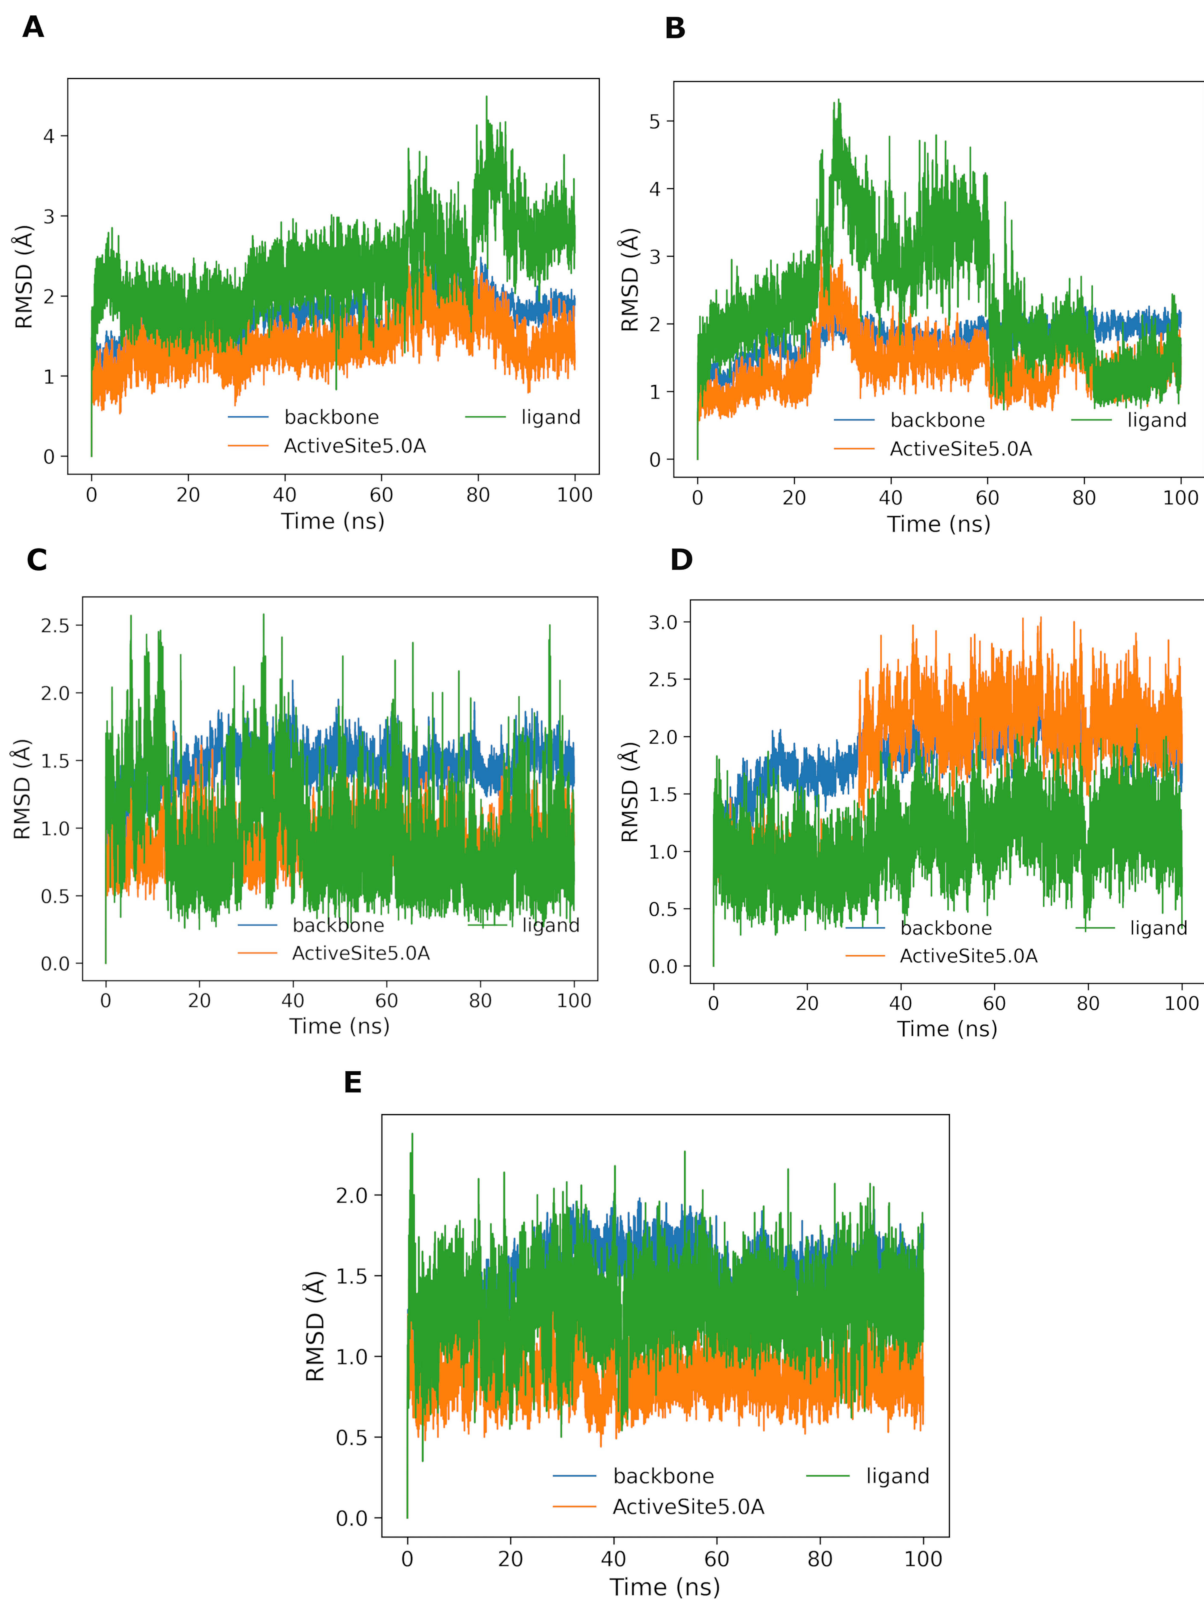 A
RMSD (Å)
4
3
2
1
0
backbone
ligand
ActiveSite5.0A
0 20 40 60 80 100
Time (ns)
B
RMSD (Å)
5
4
3
2
1
0
backbone
ligand
ActiveSite5.0A
0 20 40 60 80 100
Time (ns)
C
RMSD (Å)
2.5
2.0
1.5
1.0
0.5
0.0
backbone
ligand
ActiveSite5.0A
0 20 40 60 80 100
Time (ns)
D
RMSD (Å)
3.0
2.5
2.0
1.5
1.0
0.5
0.0
backbone
ligand
ActiveSite5.0A
0 20 40 60 80 100
Time (ns)
E
RMSD (Å)
2.0
1.5
1.0
0.5
0.0
backbone
ligand
ActiveSite5.0A
0 20 40 60 80 100
Time (ns)